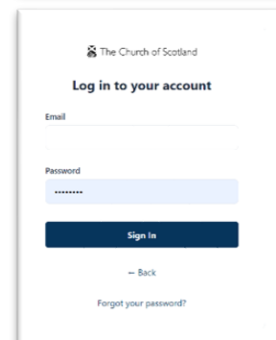 The Church of Scotland
Log in to your account
Email
Password
••••••••
Sign In
← Back
Forgot your password?